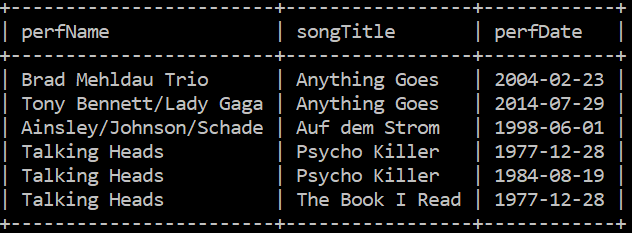 perfName | songTitle | perfDate
Brad Mehldau Trio | Anything Goes | 2004-02-23
Tony Bennett/Lady Gaga | Anything Goes | 2014-07-29
Ainsley/Johnson/Schade | Auf dem Strom | 1998-06-01
Talking Heads | Psycho Killer | 1977-12-28
Talking Heads | Psycho Killer | 1984-08-19
Talking Heads | The Book I Read | 1977-12-28